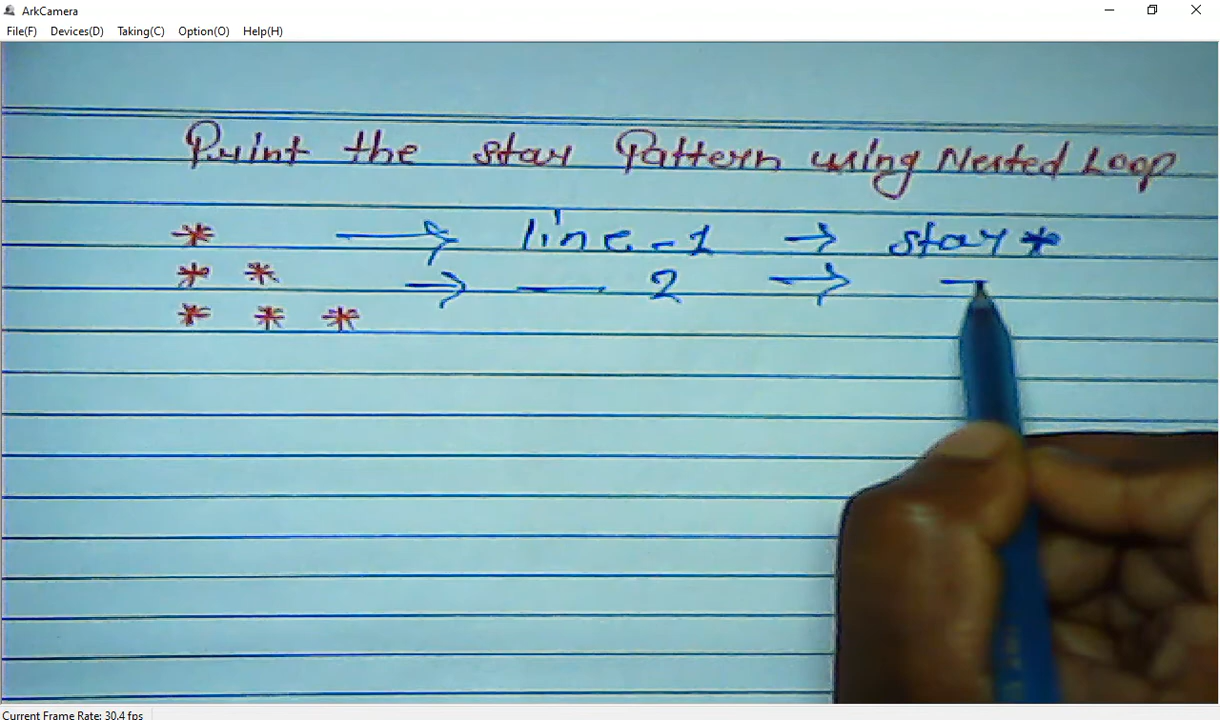 ArkCamera
File(F) Devices(D) Taking(C) Option(O) Help(H)
Print the star Pattern using Nested Loop
* → line-1 → star *
* * → — 2 → —
* * *
Current Frame Rate: 30.4 fps